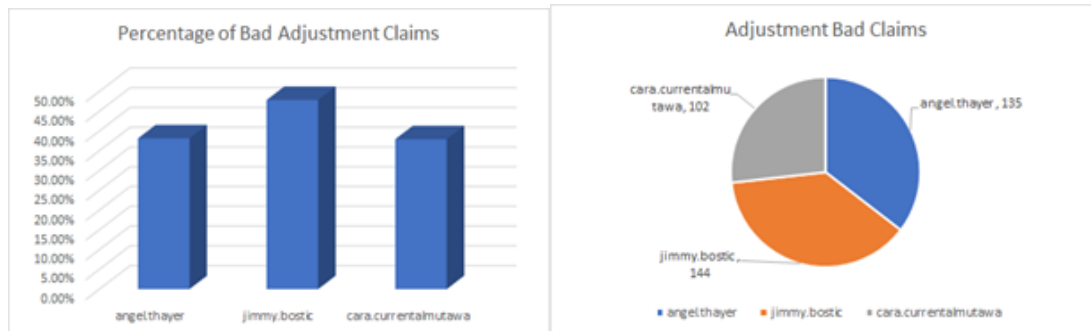 Percentage of Bad Adjustment Claims
50.00%
45.00%
40.00%
35.00%
30.00%
25.00%
20.00%
15.00%
10.00%
5.00%
0.00%
angel.thayer
jimmy.bostic
cara.currentalmutawa
Adjustment Bad Claims
cara.currentalmu
tawa, 102
angel.thayer, 135
jimmy.bostic,
144
angel.thayer
jimmy.bostic
cara.currentalmutawa